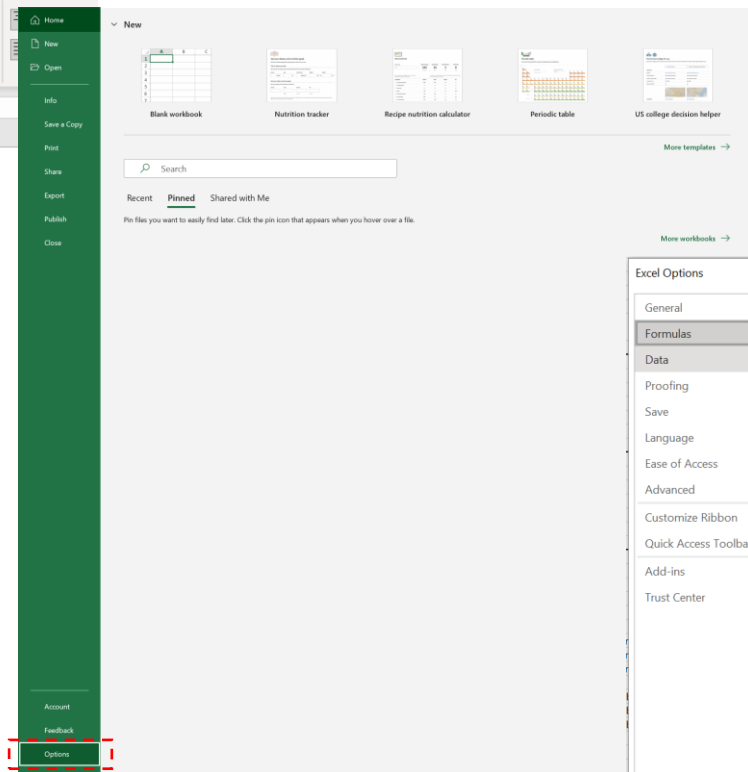 Home
New
Open
Info
Save a Copy
Print
Share
Export
Publish
Close
Account
Feedback
Options
New
Blank workbook
Nutrition tracker
Recipe nutrition calculator
Periodic table
US college decision helper
More templates
Search
Recent Pinned Shared with Me
Pin files you want to easily find later. Click the pin icon that appears when you hover over a file.
More workbooks
Excel Options
General
Formulas
Data
Proofing
Save
Language
Ease of Access
Advanced
Customize Ribbon
Quick Access Toolba
Add-ins
Trust Center